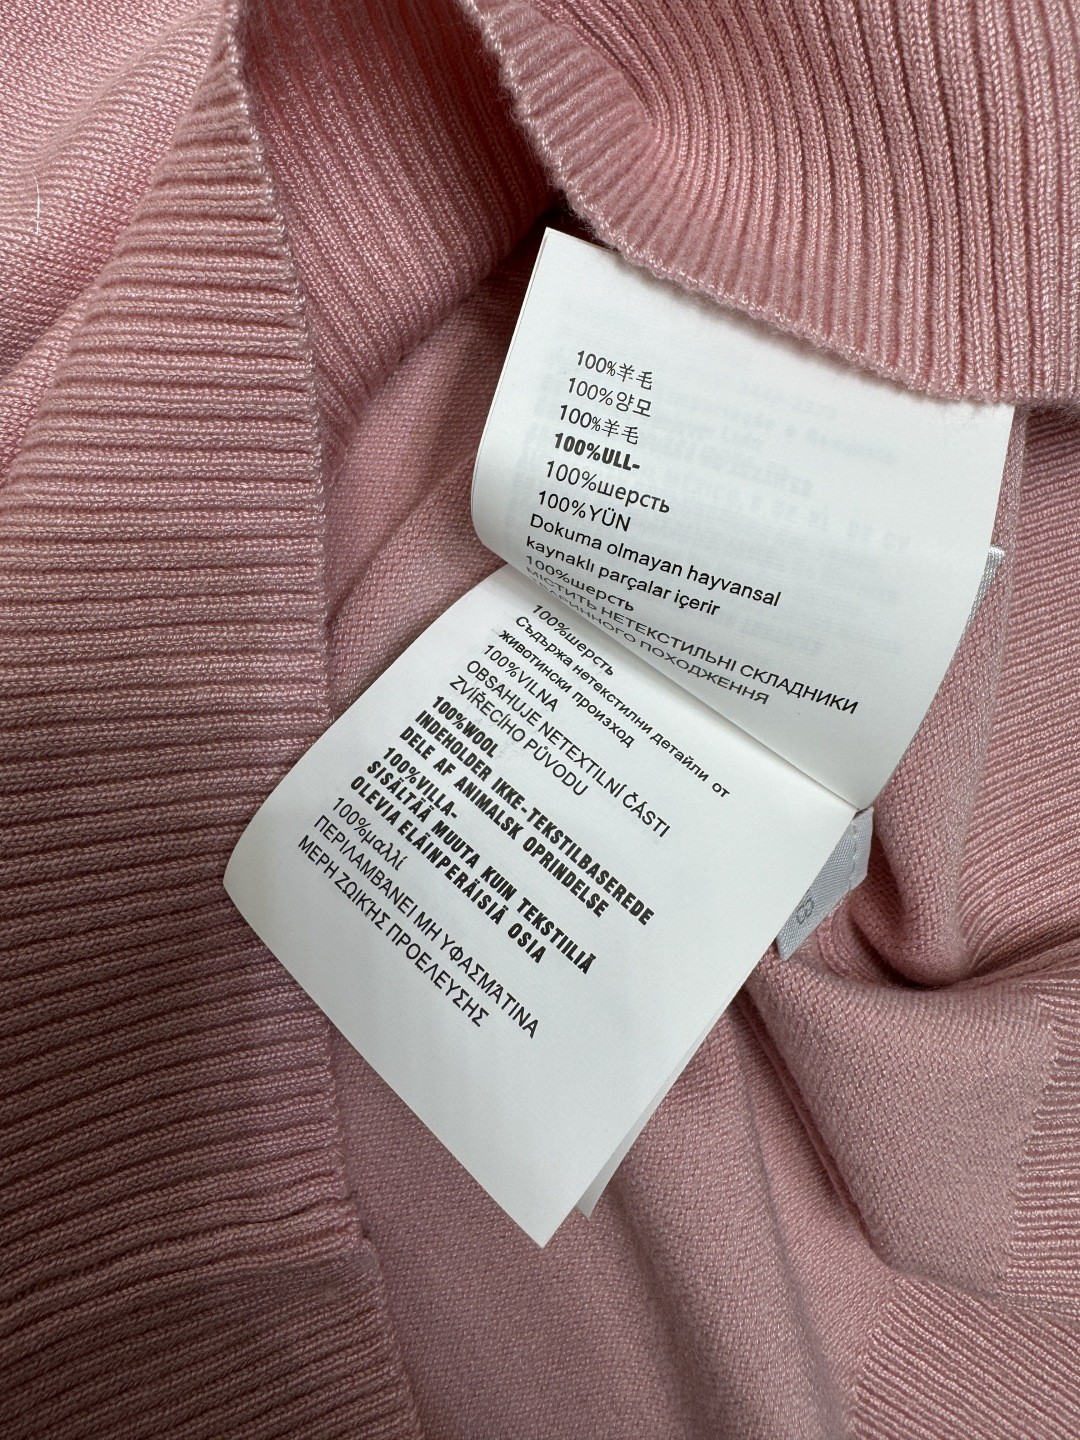 100%羊毛
100%양모
100%羊毛
100%ULL-
100%шерсть
100%YÜN
Dokuma olmayan hayvansal
kaynaklı parçalar içerir
100%шерсть
МІСТИТЬ НЕТЕКСТИЛЬНІ СКЛАДНИКИ
ПОХОДЖЕННЯ
100%шерсть
Съдържа нетекстилни детайли от
животински произход
100%VILNA
OBSAHUJE NETEXTILNÍ ČÁSTI
ZVÍŘECÍHO PŮVODU
100%WOOL
INDEHOLDER IKKE-TEKSTILBASEREDE
DELE AF ANIMALSK OPRINDELSE
100%VILLA-
SISÄLTÄÄ MUUTA KUIN TEKSTIILIÄ
OLEVIA ELÄINPERÄISIÄ OSIA
100%μαλλί
ΠΕΡΙΛΑΜΒΆΝΕΙ ΜΗ ΥΦΑΣΜΆΤΙΝΑ
ΜΕΡΗ ΖΩΙΚΉΣ ΠΡΟΕΛΕΥΣΗΣ